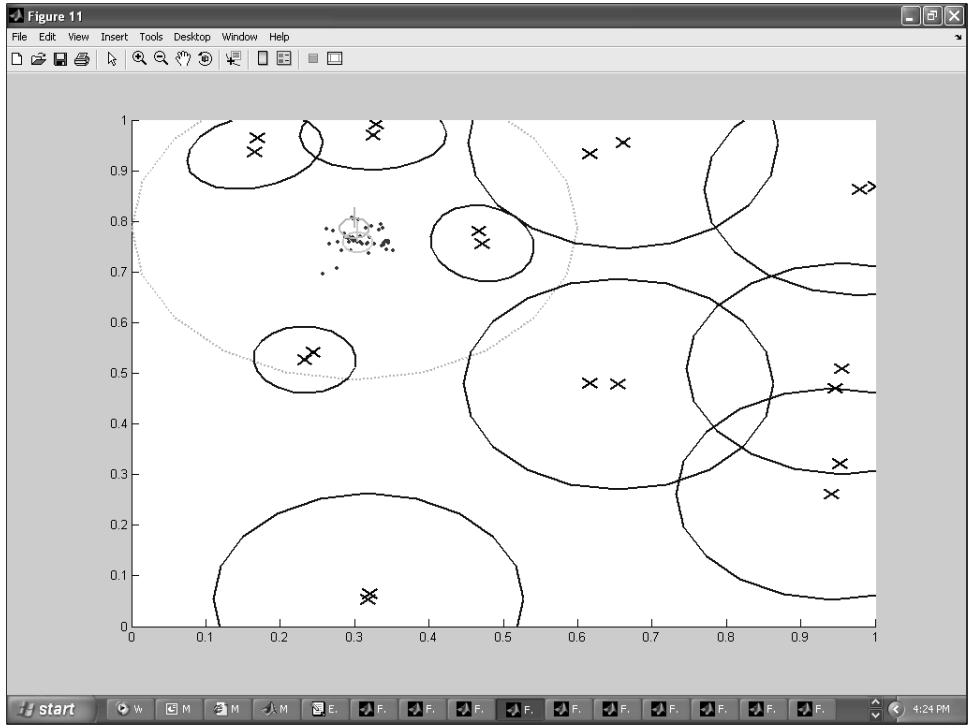 Figure 11
File Edit View Insert Tools Desktop Window Help
1
0.9
0.8
0.7
0.6
0.5
0.4
0.3
0.2
0.1
0
0 0.1 0.2 0.3 0.4 0.5 0.6 0.7 0.8 0.9 1
start W M M M E. F. F. F. F. F. F. F. F. F. F. 4:24 PM